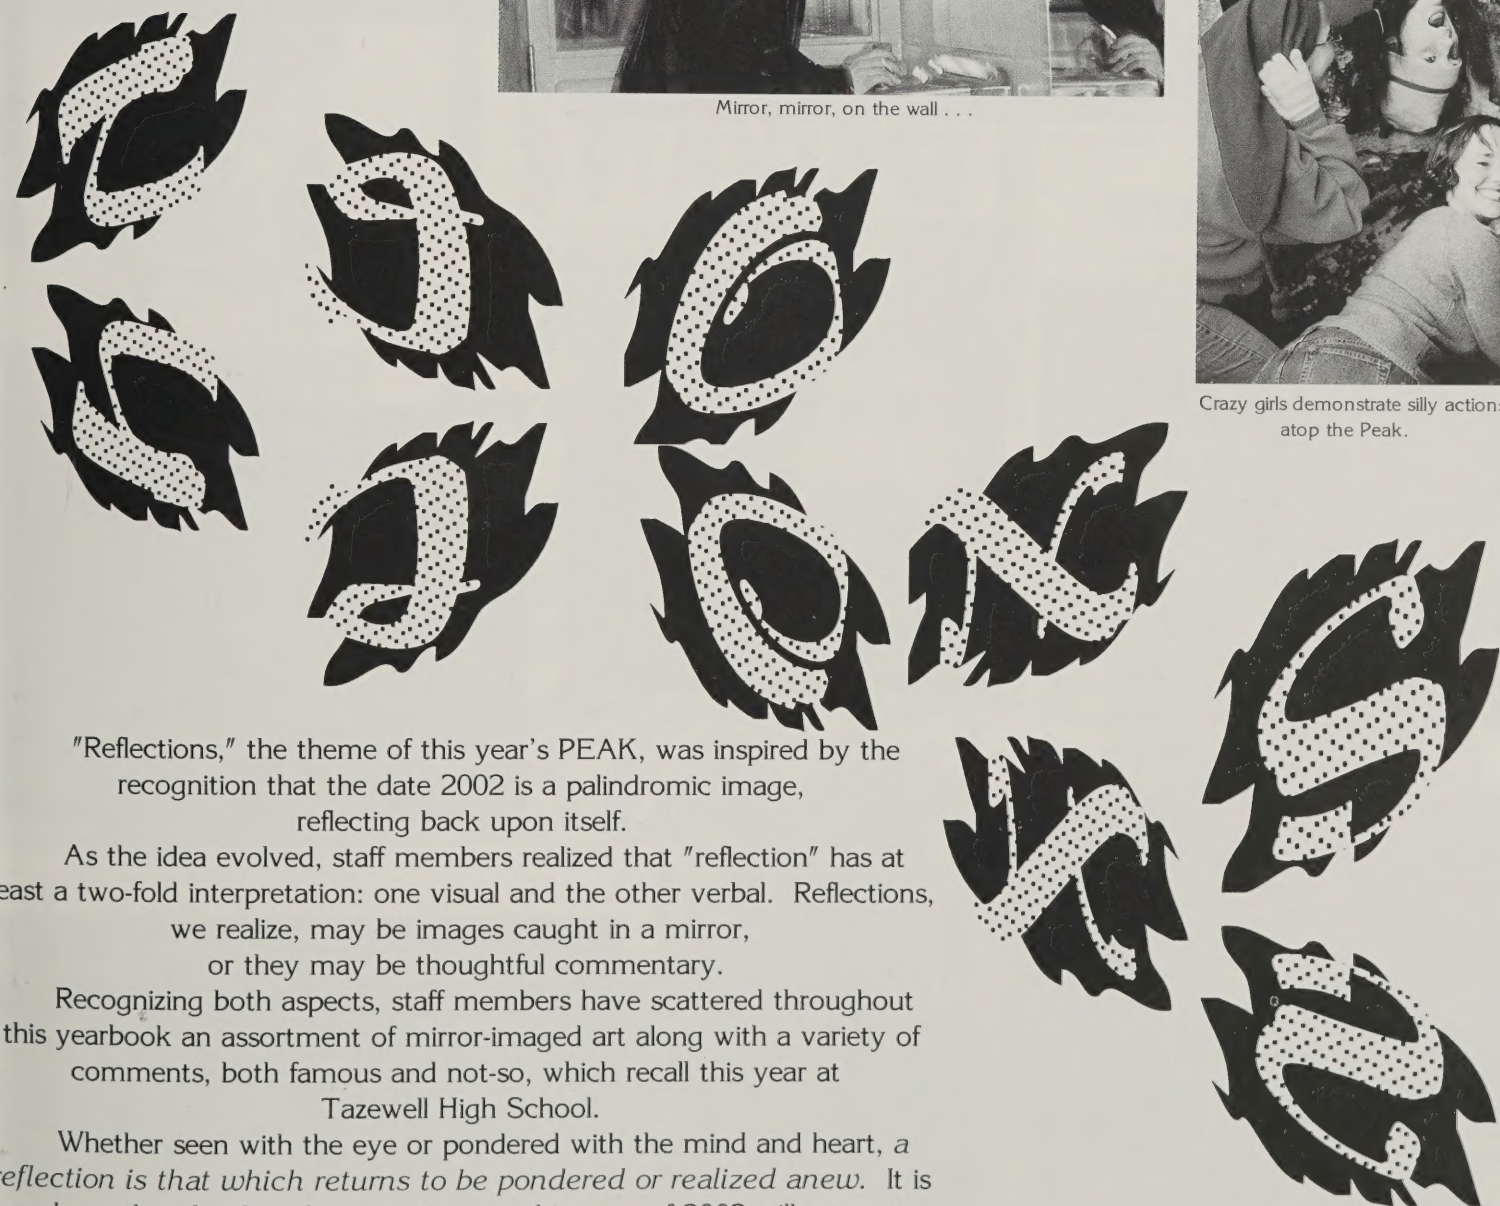 Mirror, mirror, on the wall . . .
Crazy girls demonstrate silly action
atop the Peak.
T
I
O
N
S
"Reflections," the theme of this year's PEAK, was inspired by the
recognition that the date 2002 is a palindromic image,
reflecting back upon itself.
As the idea evolved, staff members realized that "reflection" has at
east a two-fold interpretation: one visual and the other verbal. Reflections,
we realize, may be images caught in a mirror,
or they may be thoughtful commentary.
Recognizing both aspects, staff members have scattered throughout
this yearbook an assortment of mirror-imaged art along with a variety of
comments, both famous and not-so, which recall this year at
Tazewell High School.
Whether seen with the eye or pondered with the mind and heart, a
eflection is that which returns to be pondered or realized anew. It is